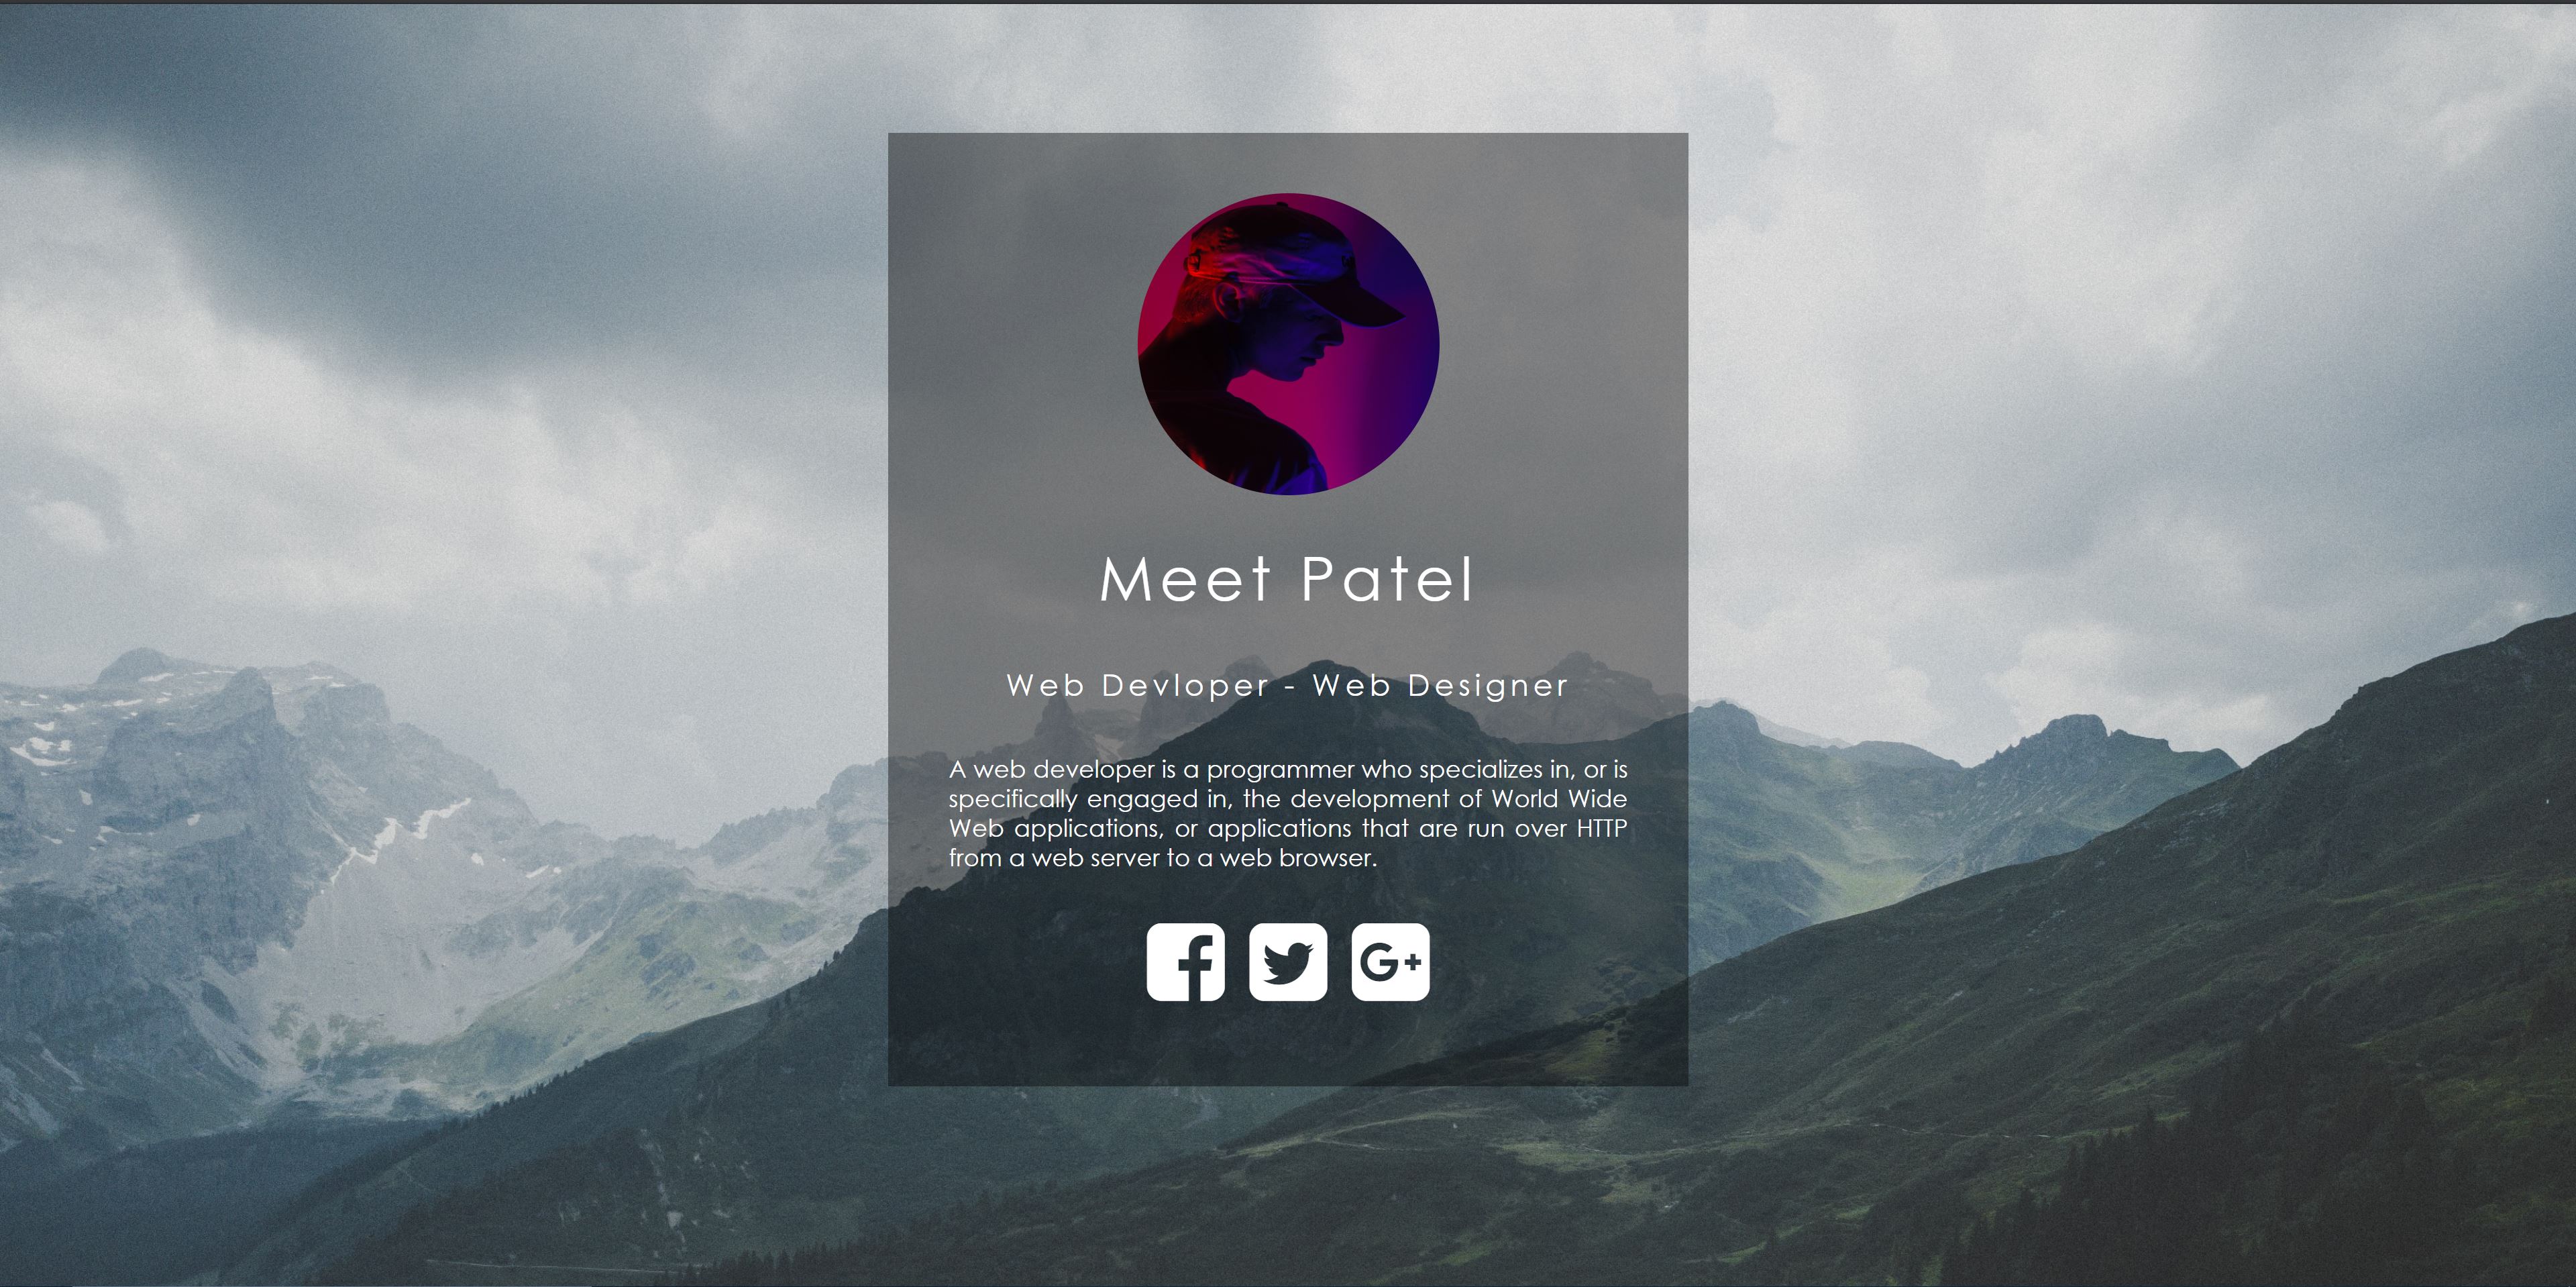 Meet Patel
Web Devloper - Web Designer
A web developer is a programmer who specializes in, or is
specifically engaged in, the development of World Wide
Web applications, or applications that are run over HTTP
from a web server to a web browser.
G+